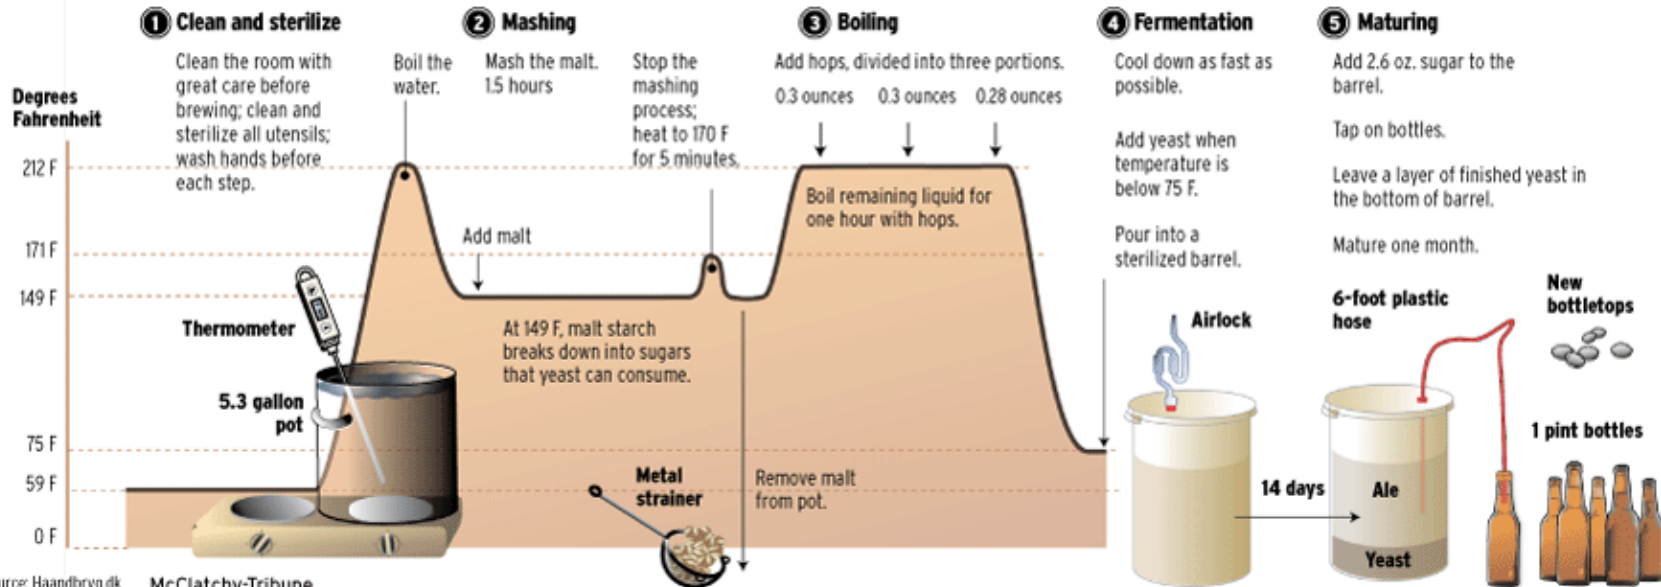 1 Clean and sterilize
Clean the room with
great care before
brewing; clean and
sterilize all utensils;
wash hands before
each step.
Boil the
water.
2 Mashing
Mash the malt.
1.5 hours
Stop the
mashing
process;
heat to 170 F
for 5 minutes.
3 Boiling
Add hops, divided into three portions.
0.3 ounces
0.3 ounces
0.28 ounces
4 Fermentation
Cool down as fast as
possible.
Add yeast when
temperature is
below 75 F.
Pour into a
sterilized barrel.
5 Maturing
Add 2.6 oz. sugar to the
barrel.
Tap on bottles.
Leave a layer of finished yeast in
the bottom of barrel.
Mature one month.
Degrees
Fahrenheit
212 F
171 F
149 F
75 F
59 F
0 F
Add malt
Boil remaining liquid for
one hour with hops.
At 149 F, malt starch
breaks down into sugars
that yeast can consume.
Thermometer
5.3 gallon
pot
Metal
strainer
Remove malt
from pot.
Airlock
14 days
6-foot plastic
hose
New
bottletops
1 pint bottles
Ale
Yeast
Haandbryg.dk
McClatchy-Tribune